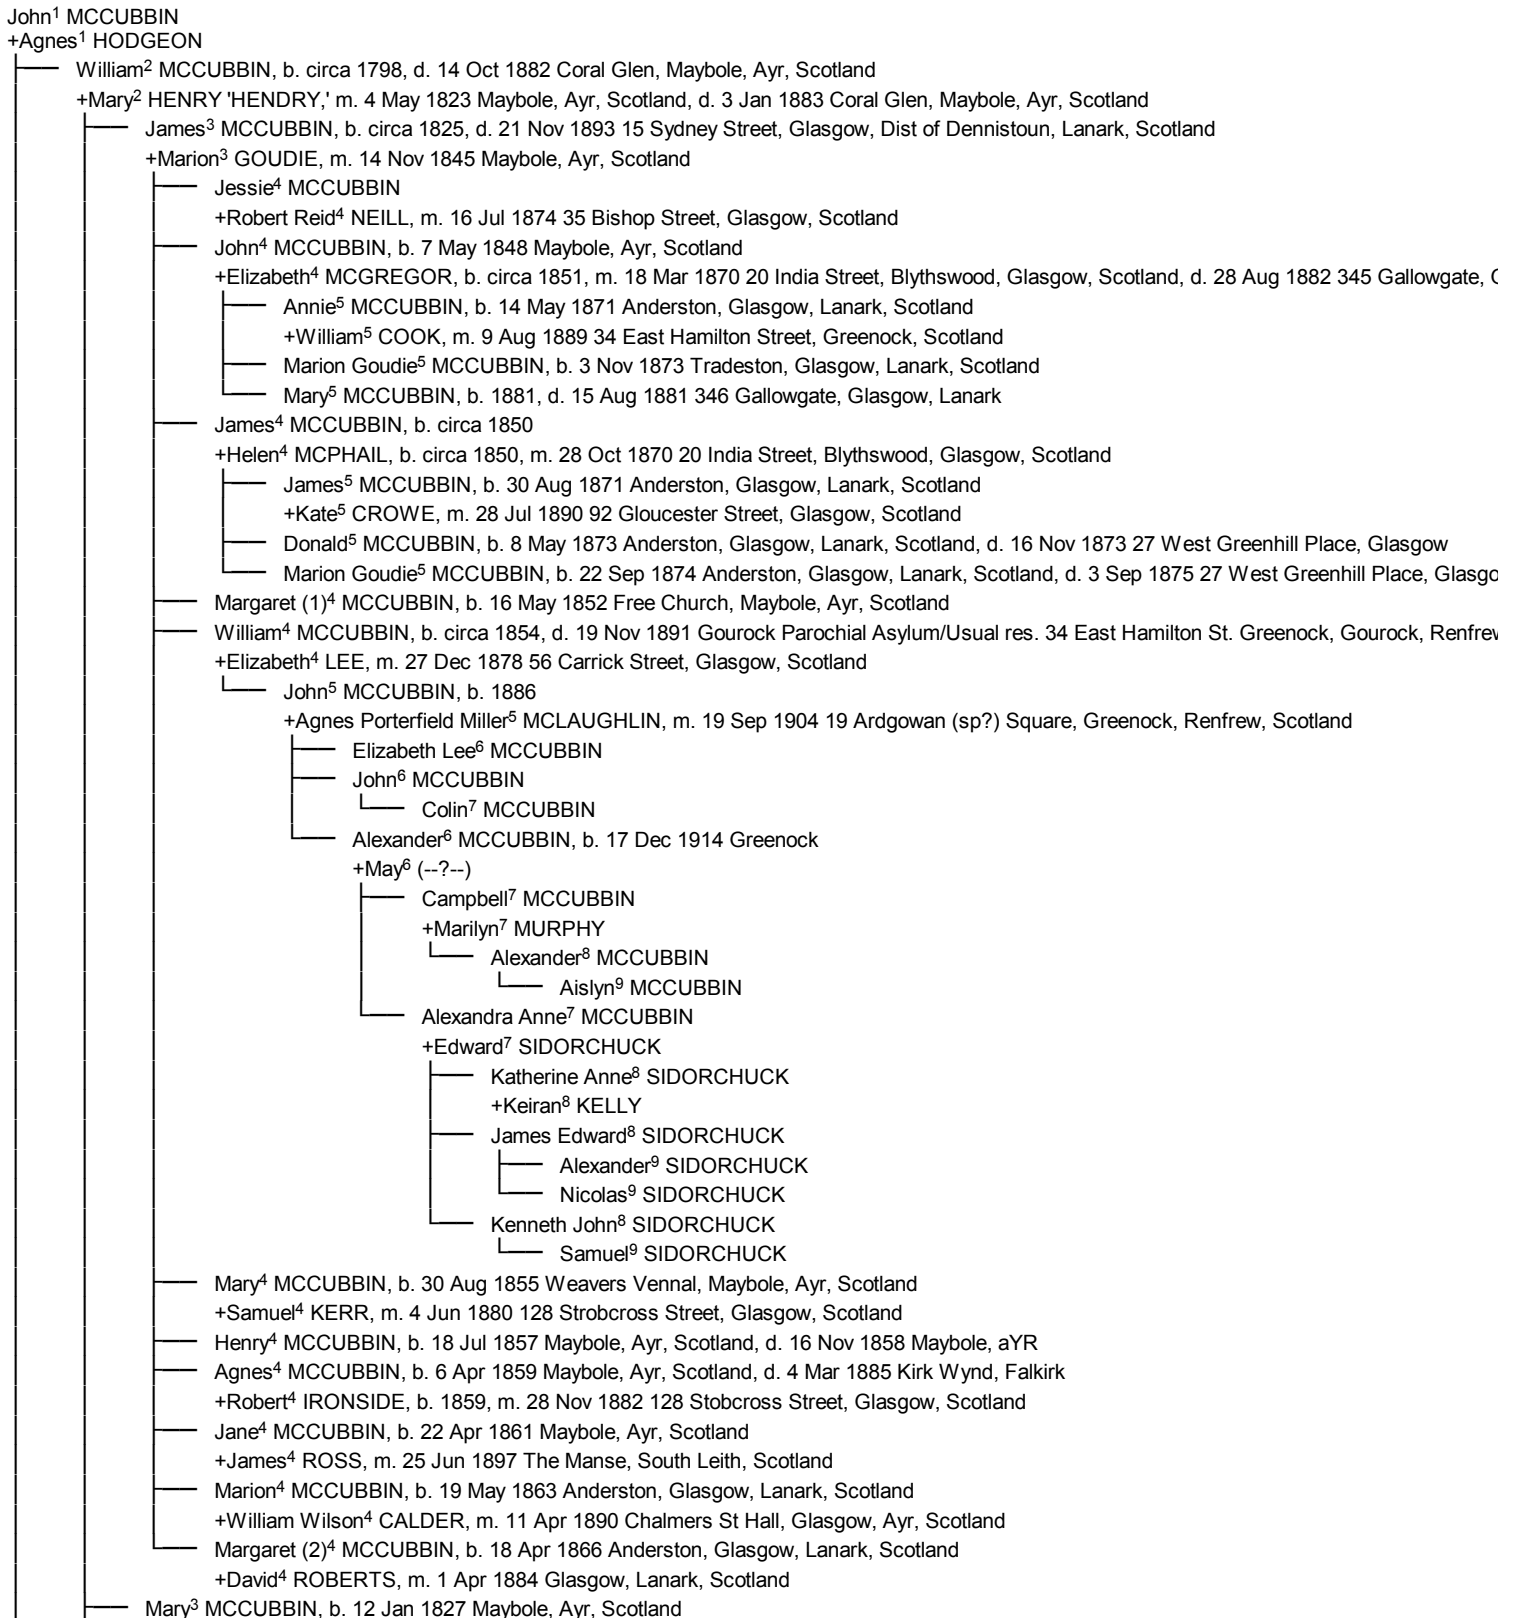 John¹ MCCUBBIN
+Agnes¹ HODGEON
William² MCCUBBIN, b. circa 1798, d. 14 Oct 1882 Coral Glen, Maybole, Ayr, Scotland
+Mary² HENRY 'HENDRY,' m. 4 May 1823 Maybole, Ayr, Scotland, d. 3 Jan 1883 Coral Glen, Maybole, Ayr, Scotland
James³ MCCUBBIN, b. circa 1825, d. 21 Nov 1893 15 Sydney Street, Glasgow, Dist of Dennistoun, Lanark, Scotland
+Marion³ GOUDIE, m. 14 Nov 1845 Maybole, Ayr, Scotland
Jessie⁴ MCCUBBIN
+Robert Reid⁴ NEILL, m. 16 Jul 1874 35 Bishop Street, Glasgow, Scotland
John⁴ MCCUBBIN, b. 7 May 1848 Maybole, Ayr, Scotland
+Elizabeth⁴ MCGREGOR, b. circa 1851, m. 18 Mar 1870 20 India Street, Blythswood, Glasgow, Scotland, d. 28 Aug 1882 345 Gallowgate,
Annie⁵ MCCUBBIN, b. 14 May 1871 Anderston, Glasgow, Lanark, Scotland
+William⁵ COOK, m. 9 Aug 1889 34 East Hamilton Street, Greenock, Scotland
Marion Goudie⁵ MCCUBBIN, b. 3 Nov 1873 Tradeston, Glasgow, Lanark, Scotland
Mary⁵ MCCUBBIN, b. 1881, d. 15 Aug 1881 346 Gallowgate, Glasgow, Lanark
James⁴ MCCUBBIN, b. circa 1850
+Helen⁴ MCPHAIL, b. circa 1850, m. 28 Oct 1870 20 India Street, Blythswood, Glasgow, Scotland
James⁵ MCCUBBIN, b. 30 Aug 1871 Anderston, Glasgow, Lanark, Scotland
+Kate⁵ CROWE, m. 28 Jul 1890 92 Gloucester Street, Glasgow, Scotland
Donald⁵ MCCUBBIN, b. 8 May 1873 Anderston, Glasgow, Lanark, Scotland, d. 16 Nov 1873 27 West Greenhill Place, Glasgow
Marion Goudie⁵ MCCUBBIN, b. 22 Sep 1874 Anderston, Glasgow, Lanark, Scotland, d. 3 Sep 1875 27 West Greenhill Place, Glasgo
Margaret (1)⁴ MCCUBBIN, b. 16 May 1852 Free Church, Maybole, Ayr, Scotland
William⁴ MCCUBBIN, b. circa 1854, d. 19 Nov 1891 Gourock Parochial Asylum/Usual res. 34 East Hamilton St. Greenock, Gourock, Renfrew
+Elizabeth⁴ LEE, m. 27 Dec 1878 56 Carrick Street, Glasgow, Scotland
John⁵ MCCUBBIN, b. 1886
+Agnes Porterfield Miller⁵ MCLAUGHLIN, m. 19 Sep 1904 19 Ardgowan (sp?) Square, Greenock, Renfrew, Scotland
Elizabeth Lee⁶ MCCUBBIN
John⁶ MCCUBBIN
Colin⁷ MCCUBBIN
Alexander⁶ MCCUBBIN, b. 17 Dec 1914 Greenock
+May⁶ (--?--)
Campbell⁷ MCCUBBIN
+Marilyn⁷ MURPHY
Alexander⁸ MCCUBBIN
Aislyn⁹ MCCUBBIN
Alexandra Anne⁷ MCCUBBIN
+Edward⁷ SIDORCHUCK
Katherine Anne⁸ SIDORCHUCK
+Keiran⁸ KELLY
James Edward⁸ SIDORCHUCK
Alexander⁹ SIDORCHUCK
Nicolas⁹ SIDORCHUCK
Kenneth John⁸ SIDORCHUCK
Samuel⁹ SIDORCHUCK
Mary⁴ MCCUBBIN, b. 30 Aug 1855 Weavers Vennal, Maybole, Ayr, Scotland
+Samuel⁴ KERR, m. 4 Jun 1880 128 Strobcross Street, Glasgow, Scotland
Henry⁴ MCCUBBIN, b. 18 Jul 1857 Maybole, Ayr, Scotland, d. 16 Nov 1858 Maybole, aYR
Agnes⁴ MCCUBBIN, b. 6 Apr 1859 Maybole, Ayr, Scotland, d. 4 Mar 1885 Kirk Wynd, Falkirk
+Robert⁴ IRONSIDE, b. 1859, m. 28 Nov 1882 128 Stobcross Street, Glasgow, Scotland
Jane⁴ MCCUBBIN, b. 22 Apr 1861 Maybole, Ayr, Scotland
+James⁴ ROSS, m. 25 Jun 1897 The Manse, South Leith, Scotland
Marion⁴ MCCUBBIN, b. 19 May 1863 Anderston, Glasgow, Lanark, Scotland
+William Wilson⁴ CALDER, m. 11 Apr 1890 Chalmers St Hall, Glasgow, Ayr, Scotland
Margaret (2)⁴ MCCUBBIN, b. 18 Apr 1866 Anderston, Glasgow, Lanark, Scotland
+David⁴ ROBERTS, m. 1 Apr 1884 Glasgow, Lanark, Scotland
Mary³ MCCUBBIN, b. 12 Jan 1827 Maybole, Ayr, Scotland